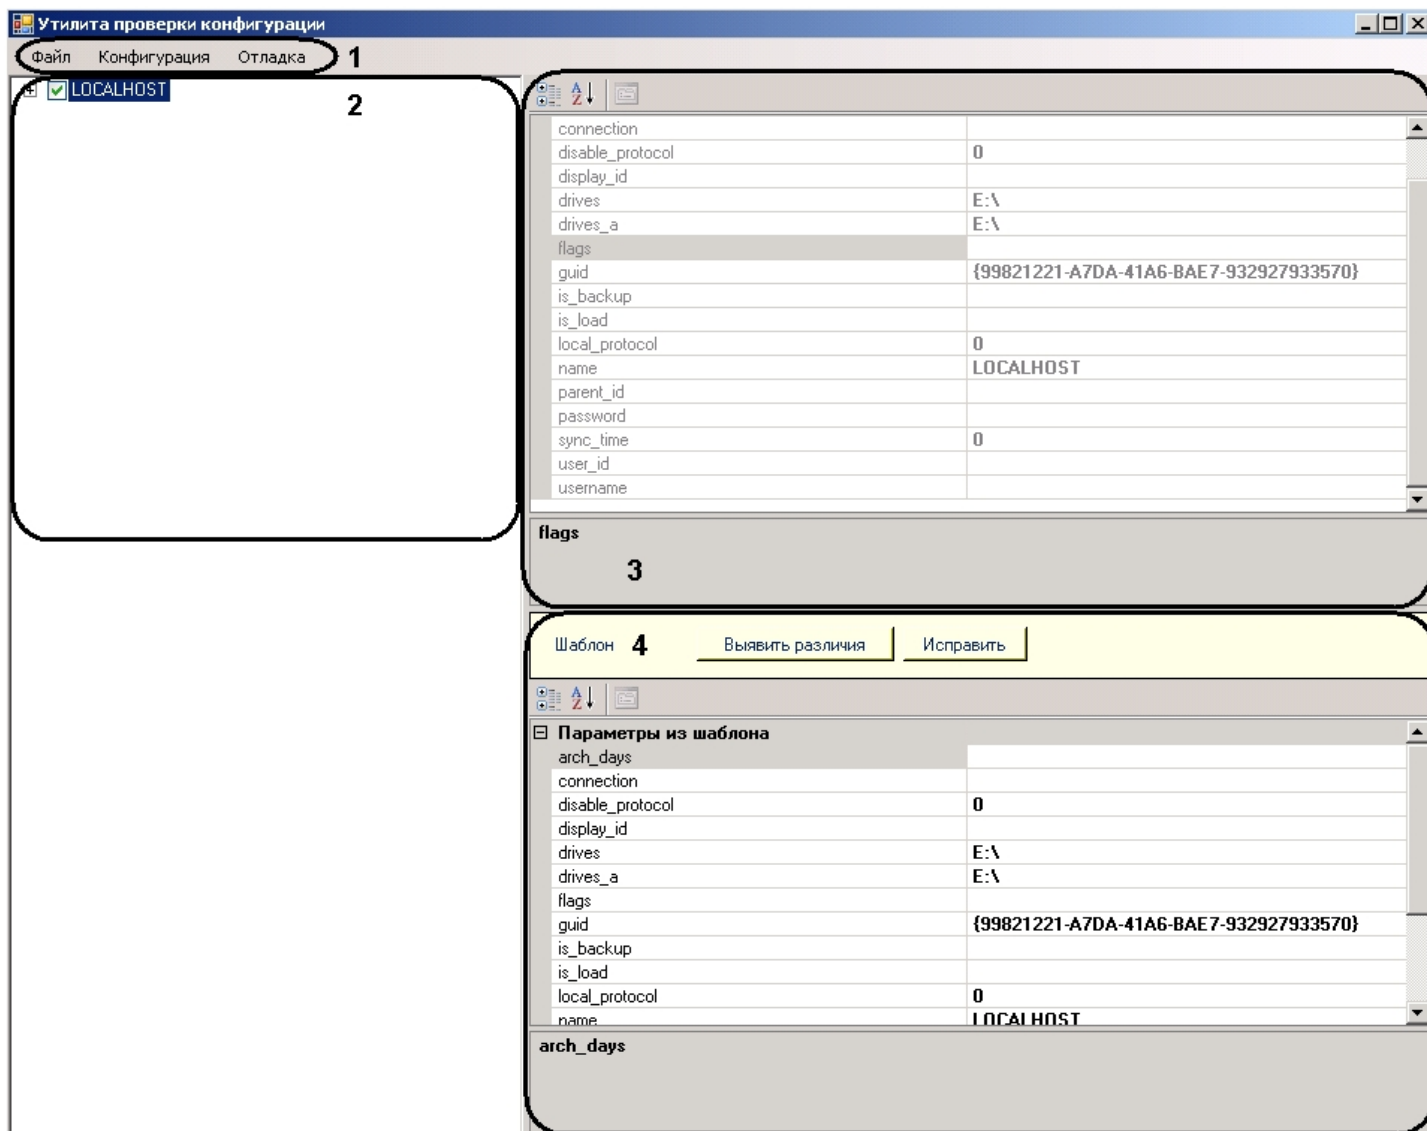 Утилита проверки конфигурации
Файл Конфигурация Отладка 1
LOCALHOST
2
connection
disable_protocol 0
display_id
drives E:\
drives_a E:\
flags
guid {99821221-A7DA-41A6-BAE7-932927933570}
is_backup
is_load
local_protocol 0
name LOCALHOST
parent_id
password
sync_time 0
user_id
username
flags
3
Шаблон 4 Выявить различия Исправить
Параметры из шаблона
arch_days
connection
disable_protocol 0
display_id
drives E:\
drives_a E:\
flags
guid {99821221-A7DA-41A6-BAE7-932927933570}
is_backup
is_load
local_protocol 0
name LOCALHOST
arch_days